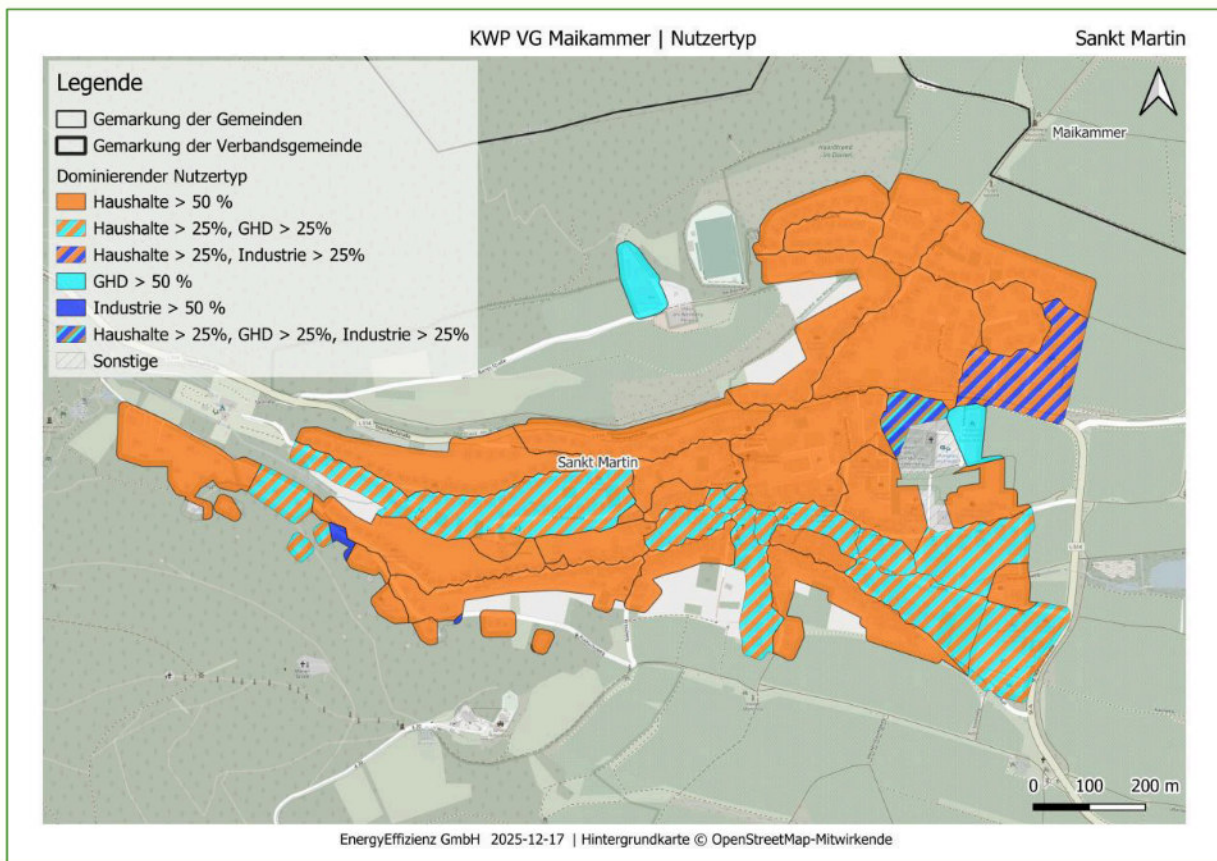 KWP VG Maikammer | Nutzertyp
Sankt Martin
Legende
Gemarkung der Gemeinden
Gemarkung der Verbandsgemeinde
Dominierender Nutzertyp
Haushalte > 50 %
Haushalte > 25%, GHD > 25%
Haushalte > 25%, Industrie > 25%
GHD > 50 %
Industrie > 50 %
Haushalte > 25%, GHD > 25%, Industrie > 25%
Sonstige
Maikammer
Sankt Martin
0 100 200 m
EnergyEffizienz GmbH 2025-12-17 | Hintergrundkarte © OpenStreetMap-Mitwirkende